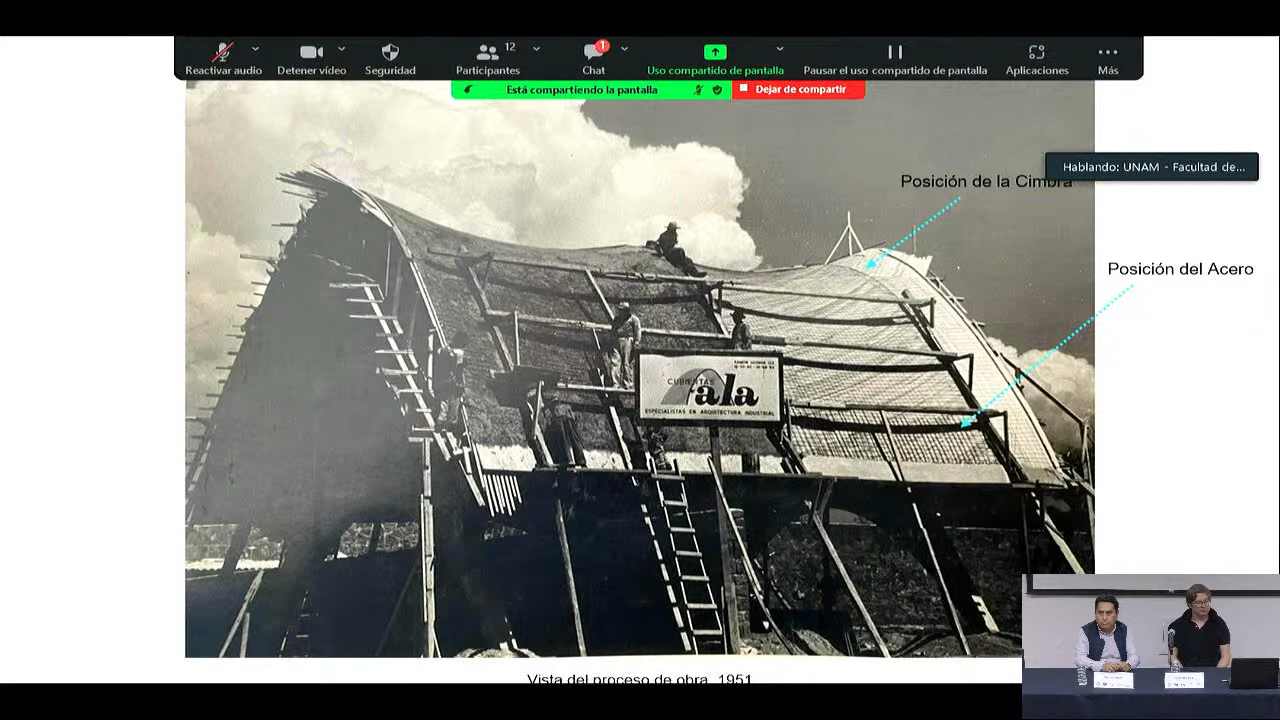 12
1
Reactivar audio
Detener vídeo
Seguridad
Participantes
Chat
Uso compartido de pantalla
Pausar el uso compartido de pantalla
Aplicaciones
Más
Está compartiendo la pantalla
Dejar de compartir
Hablando: UNAM - Facultad de...
Posición de la Cimbra
Posición del Acero
CUBIERTAS
ala
ESPECIALISTAS EN ARQUITECTURA INDUSTRIAL
Vista del proceso de obra, 1951